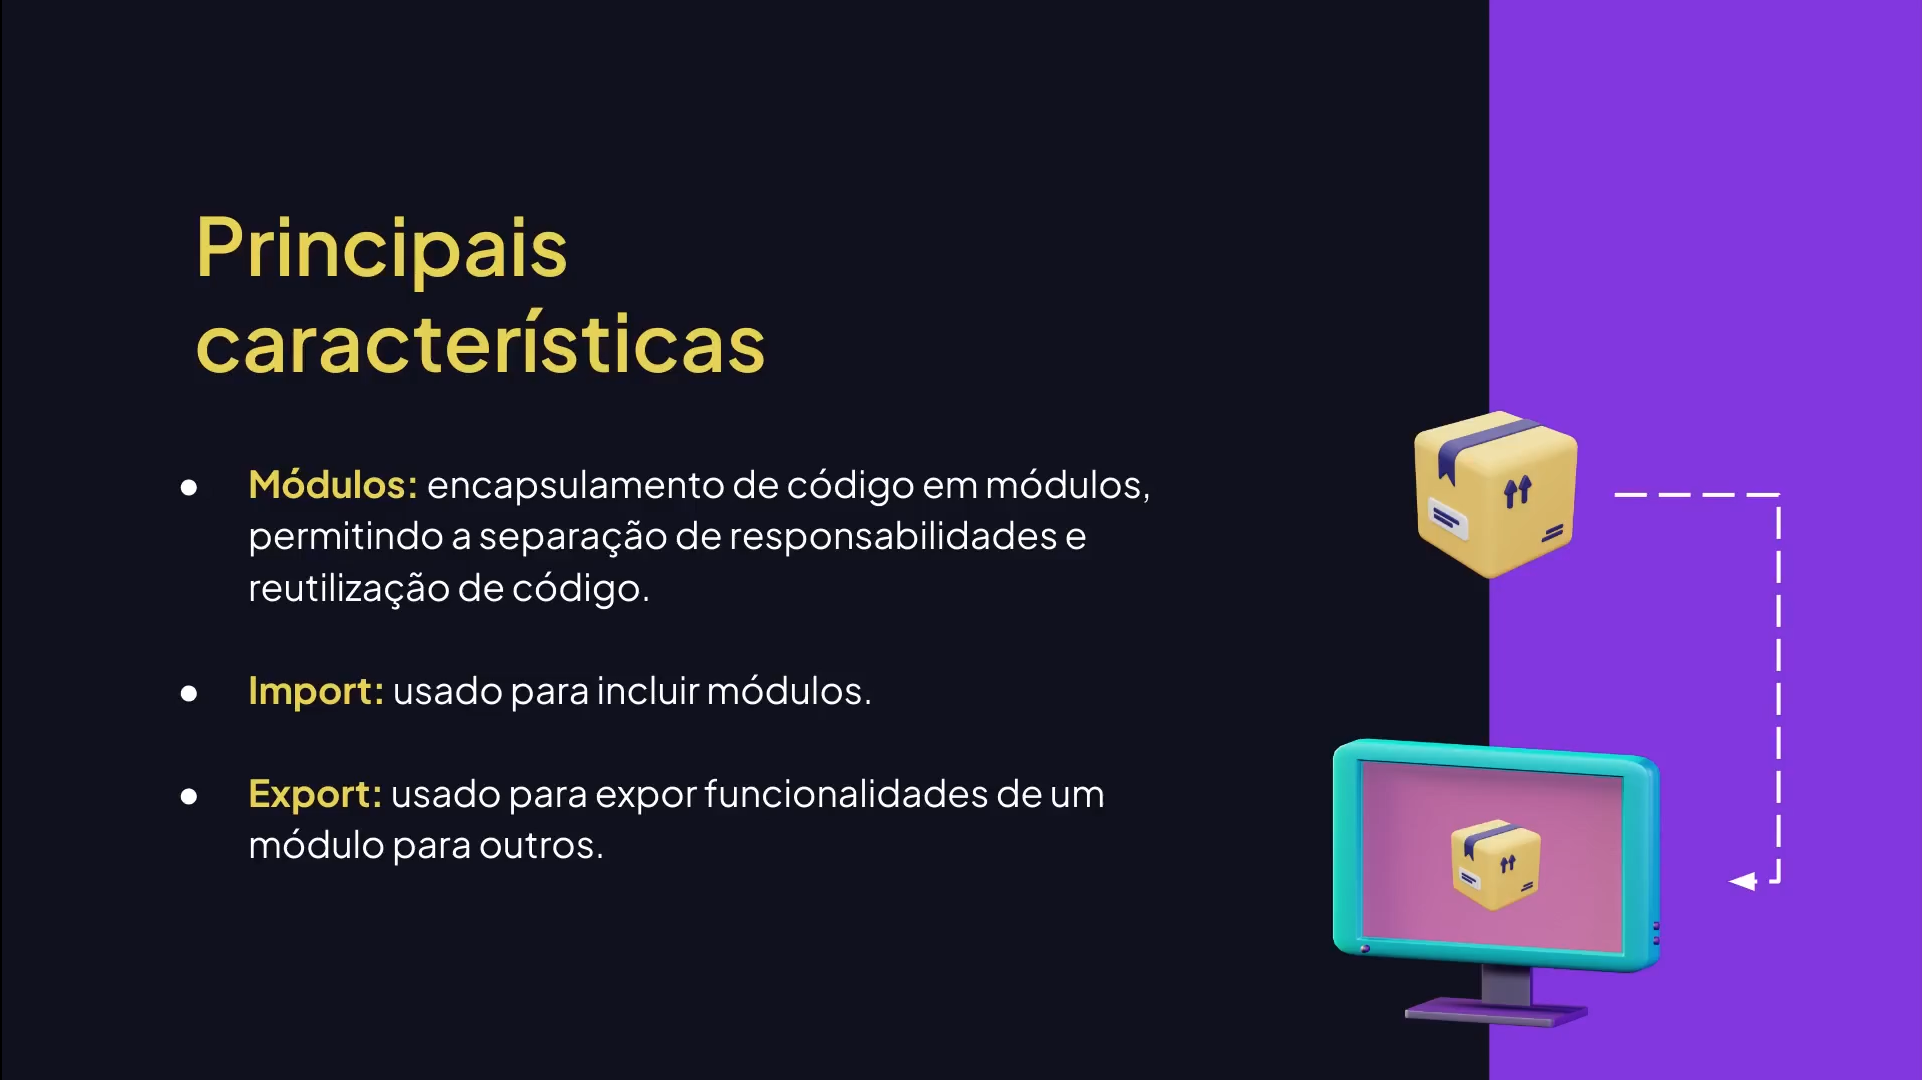 Principais
características
● Módulos: encapsulamento de código em módulos,
permitindo a separação de responsabilidades e
reutilização de código.
● Import: usado para incluir módulos.
● Export: usado para expor funcionalidades de um
módulo para outros.